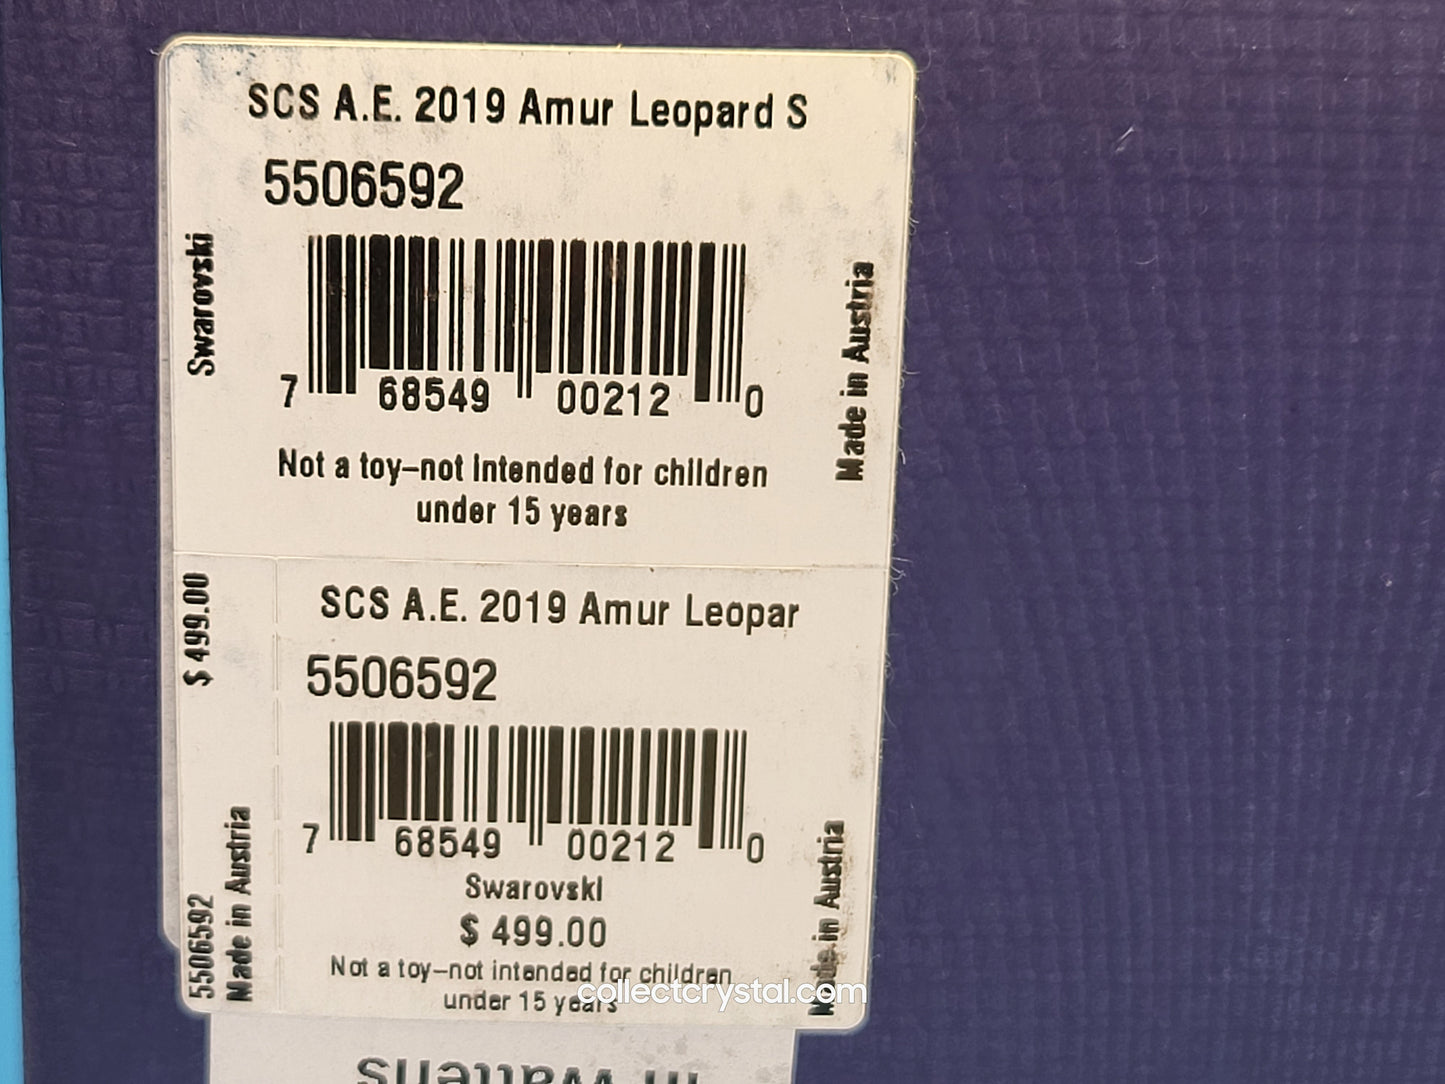 SCS A.E. 2019 Amur Leopard S
5506592
Swarovski
7 68549 00212 0
Made in Austria
Not a toy–not intended for children
under 15 years
$ 499.00
SCS A.E. 2019 Amur Leopar
5506592
7 68549 00212 0
Swarovski
$ 499.00
Not a toy–not intended for children
under 15 years
5506592
Made in Austria
Made in Austria
collectcrystal.com